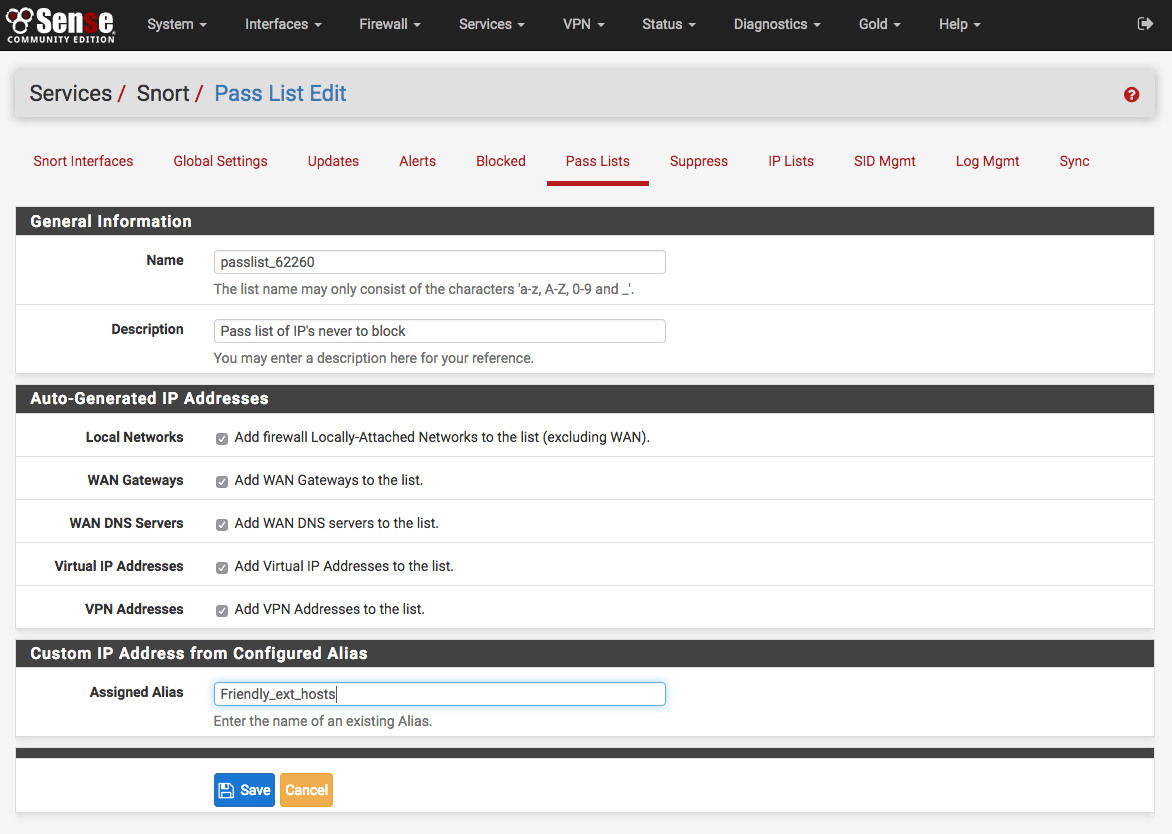 Sense
COMMUNITY EDITION
System Interfaces Firewall Services VPN Status Diagnostics Gold Help
Services / Snort / Pass List Edit
Snort Interfaces Global Settings Updates Alerts Blocked Pass Lists Suppress IP Lists SID Mgmt Log Mgmt Sync
General Information
Name passlist_62260
The list name may only consist of the characters 'a-z, A-Z, 0-9 and _'.
Description Pass list of IP's never to block
You may enter a description here for your reference.
Auto-Generated IP Addresses
Local Networks Add firewall Locally-Attached Networks to the list (excluding WAN).
WAN Gateways Add WAN Gateways to the list.
WAN DNS Servers Add WAN DNS servers to the list.
Virtual IP Addresses Add Virtual IP Addresses to the list.
VPN Addresses Add VPN Addresses to the list.
Custom IP Address from Configured Alias
Assigned Alias Friendly_ext_hosts
Enter the name of an existing Alias.
Save Cancel